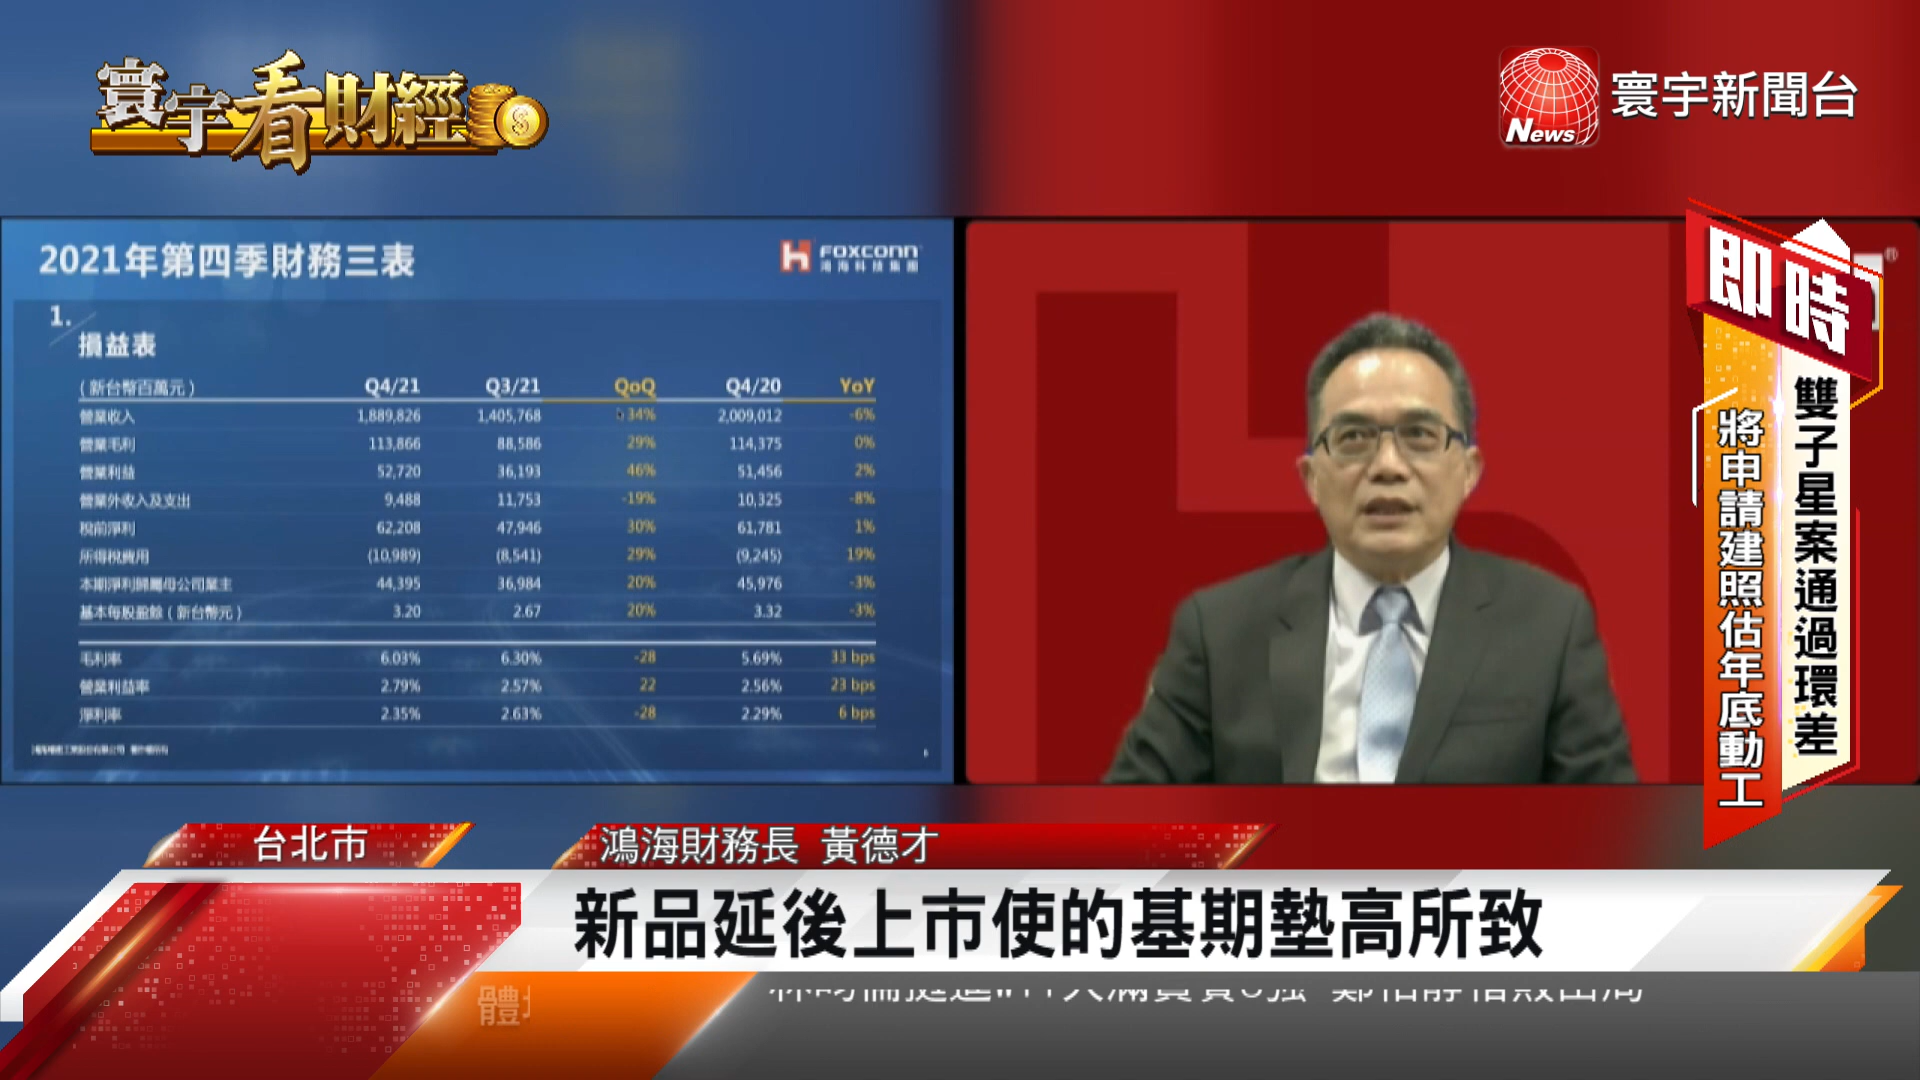 寰宇看財經
News 寰宇新聞台
2021年第四季財務三表
FOXCONN
鴻海科技集團
1.
損益表
(新台幣百萬元) Q4/21 Q3/21 QoQ Q4/20 YoY
營業收入 1,889,826 1,405,768 34% 2,009,012 -6%
營業毛利 113,866 88,586 29% 114,375 0%
營業利益 52,720 36,193 46% 51,456 2%
營業外收入及支出 9,488 11,753 -19% 10,325 -8%
稅前淨利 62,208 47,946 30% 61,781 1%
所得稅費用 (10,989) (8,541) 29% (9,245) 19%
本期淨利歸屬母公司業主 44,395 36,984 20% 45,976 -3%
基本每股盈餘(新台幣元) 3.20 2.67 20% 3.32 -3%
毛利率 6.03% 6.30% -28 5.69% 33 bps
營業利益率 2.79% 2.57% 22 2.56% 23 bps
淨利率 2.35% 2.63% -28 2.29% 6 bps
即時
雙子星案通過環差
將申請建照估年底動工
台北市
鴻海財務長 黃德才
新品延後上市使的基期墊高所致